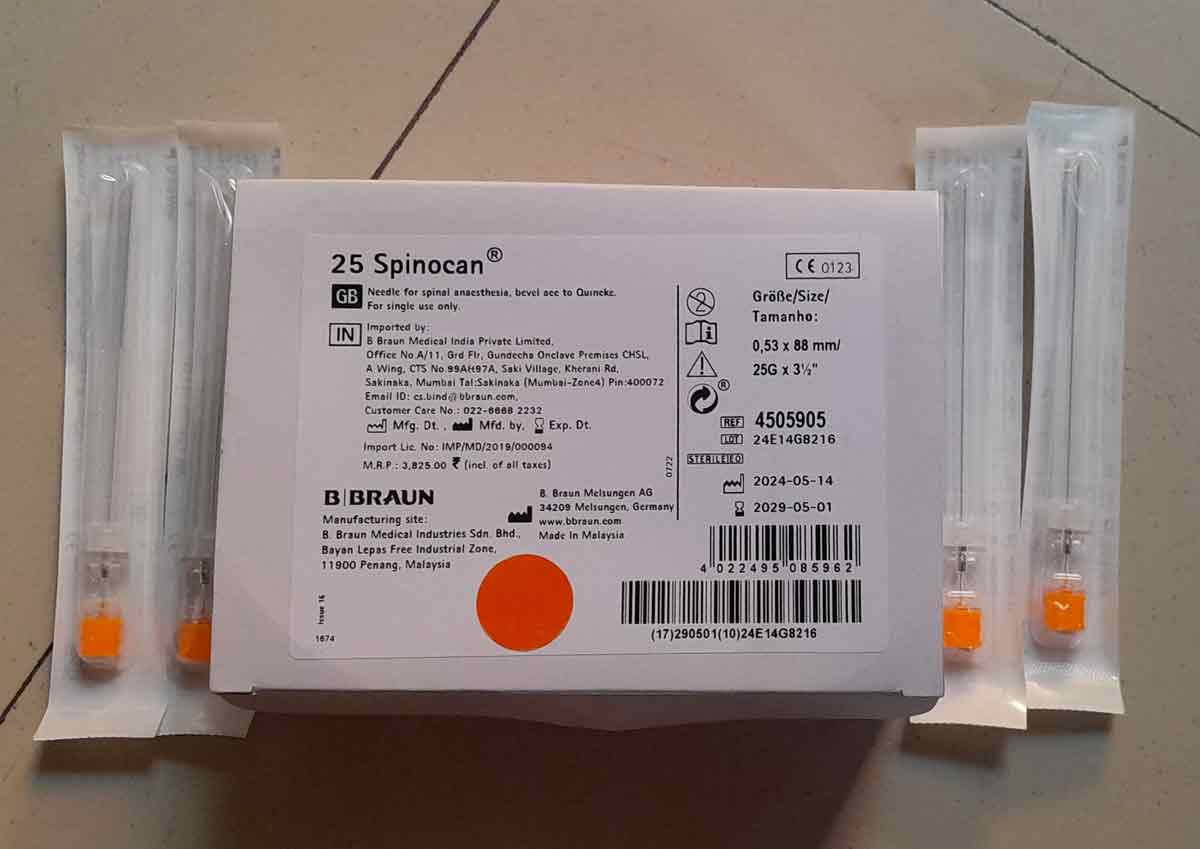 25 Spinocan®
GB
Needle for spinal anaesthesia, bevel acc to Quincke.
For single use only.
IN
Imported by:
B Braun Medical India Private Limited,
Office No.A/11, Grd Flr, Gundecha Onclave Premises CHSL,
A Wing, CTS No.99A&97A, Saki Village, Kherani Rd,
Sakinaka, Mumbai Tal:Sakinaka (Mumbai-Zone4) Pin:400072
Email ID: cs.bind@bbraun.com,
Customer Care No.: 022-6668 2232
Mfg. Dt. , Mfd. by, Exp. Dt.
Import Lic. No: IMP/MD/2019/000094
M.R.P.: 3,825.00 ₹ (incl. of all taxes)
0722
B|BRAUN
Manufacturing site:
B. Braun Medical Industries Sdn. Bhd.,
Bayan Lepas Free Industrial Zone,
11900 Penang, Malaysia
B. Braun Melsungen AG
34209 Melsungen, Germany
www.bbraun.com
Made in Malaysia
Issue 16
1674
CE 0123
2
Größe/Size/
Tamanho:
0,53 x 88 mm/
25G x 3½"
®
REF 4505905
LOT 24E14G8216
STERILE EO
2024-05-14
2029-05-01
4 022495 085962
(17)290501(10)24E14G8216